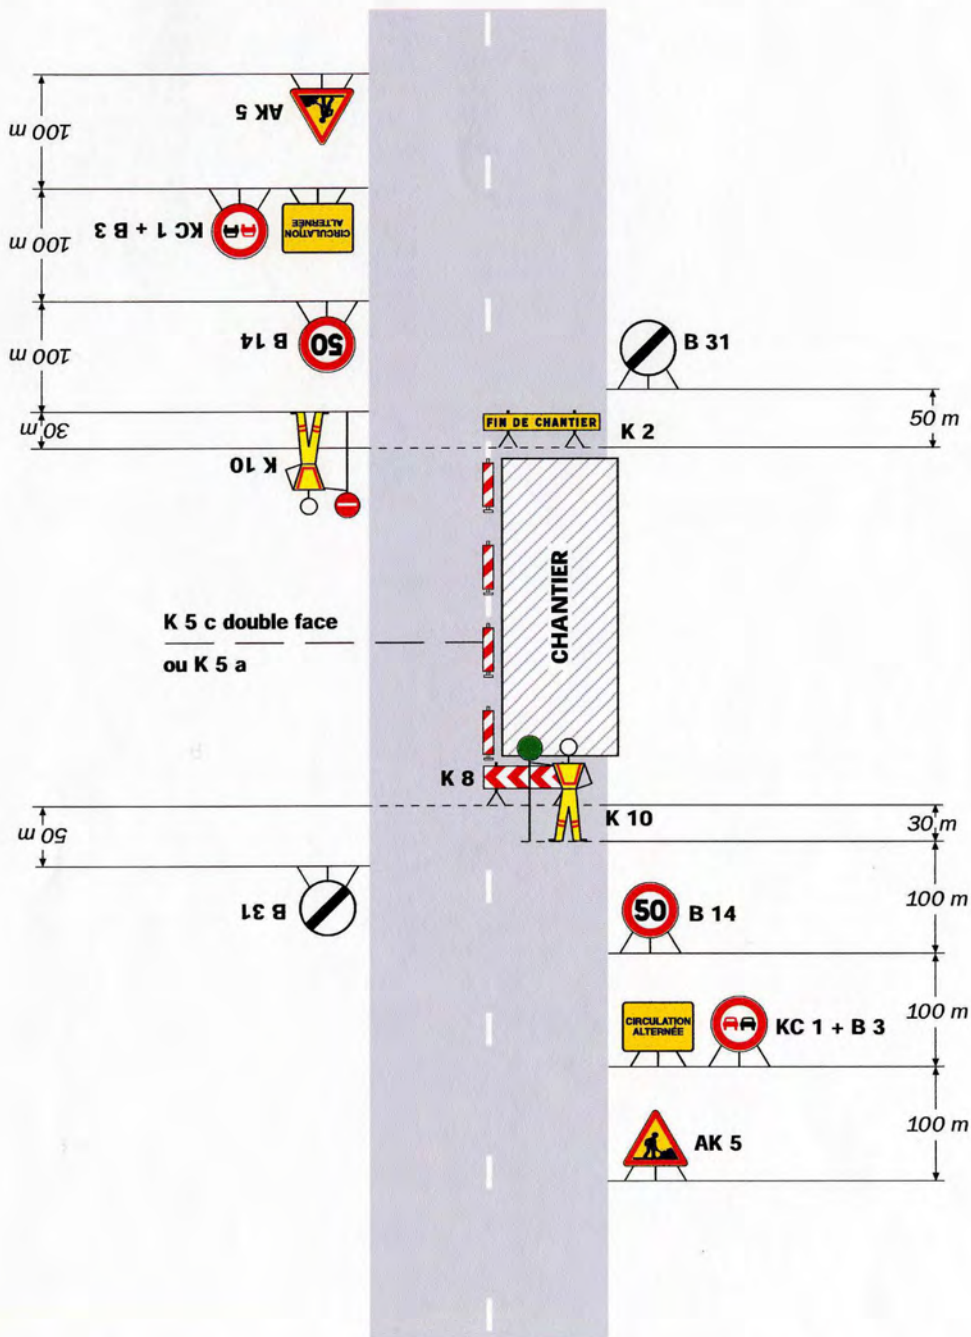 100 m
AK 5
100 m
KC 1 + B 3
CIRCULATION
ALTERNÉE
100 m
B 14
50
B 31
30 m
FIN DE CHANTIER
K 2
50 m
K 10
CHANTIER
K 5 c double face
ou K 5 a
K 8
K 10
30 m
50 m
B 31
50
B 14
100 m
CIRCULATION
ALTERNÉE
KC 1 + B 3
100 m
AK 5
100 m